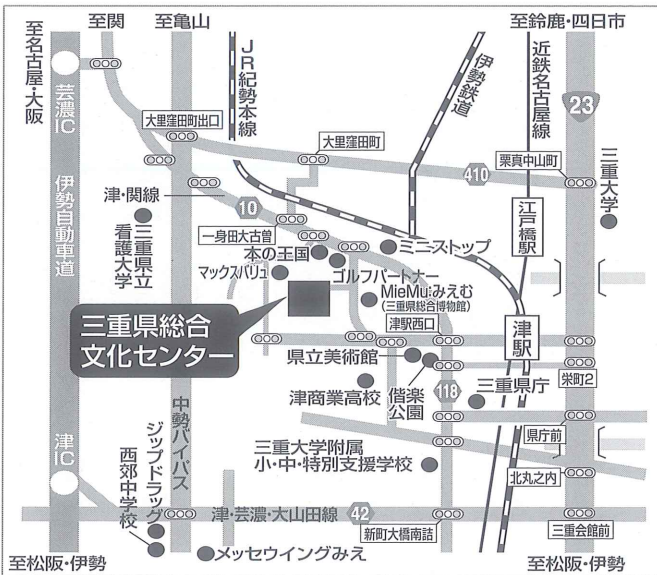 至関
至亀山
至鈴鹿・四日市
至名古屋・大阪
JR紀勢本線
伊勢鉄道
近鉄名古屋線
23
芸濃IC
大里窪田町出口
大里窪田町
栗真中山町
三重大学
410
伊勢自動車道
津・関線
10
江戸橋駅
三重県立看護大学
一身田大古曽
本の王国
ミニストップ
マックスバリュ
ゴルフパートナー
MieMu:みえむ
(三重県総合博物館)
三重県総合
文化センター
津駅西口
津駅
県立美術館
偕楽
公園
津商業高校
118
三重県庁
栄町2
中勢バイパス
県庁前
津IC
ジップドラッグ
西郊中学校
三重大学附属
小・中・特別支援学校
北丸之内
津・芸濃・大山田線
42
新町大橋南詰
三重会館前
至松阪・伊勢
メッセウイングみえ
至松阪・伊勢